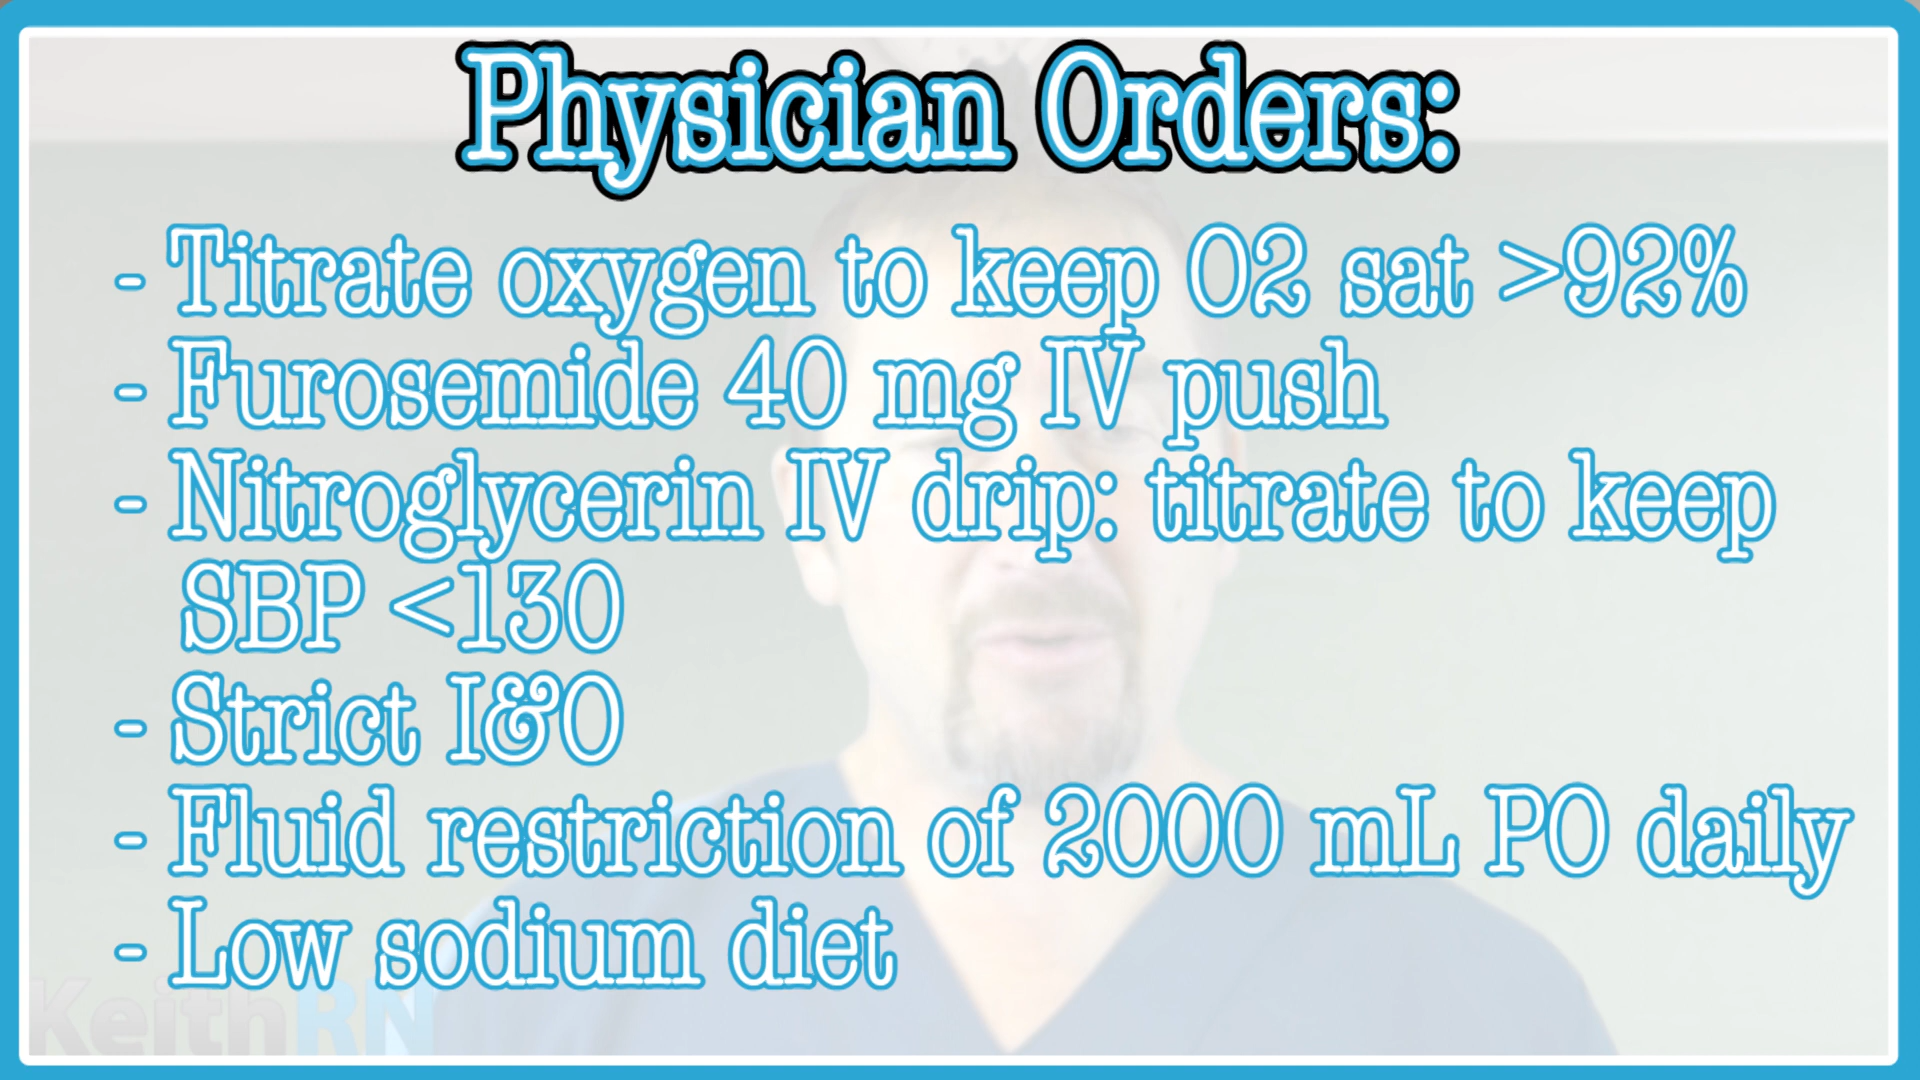 Physician Orders:
- Titrate oxygen to keep O2 sat >92%
- Furosemide 40 mg IV push
- Nitroglycerin IV drip: titrate to keep
SBP <130
- Strict I&O
- Fluid restriction of 2000 mL PO daily
- Low sodium diet
KeithRN